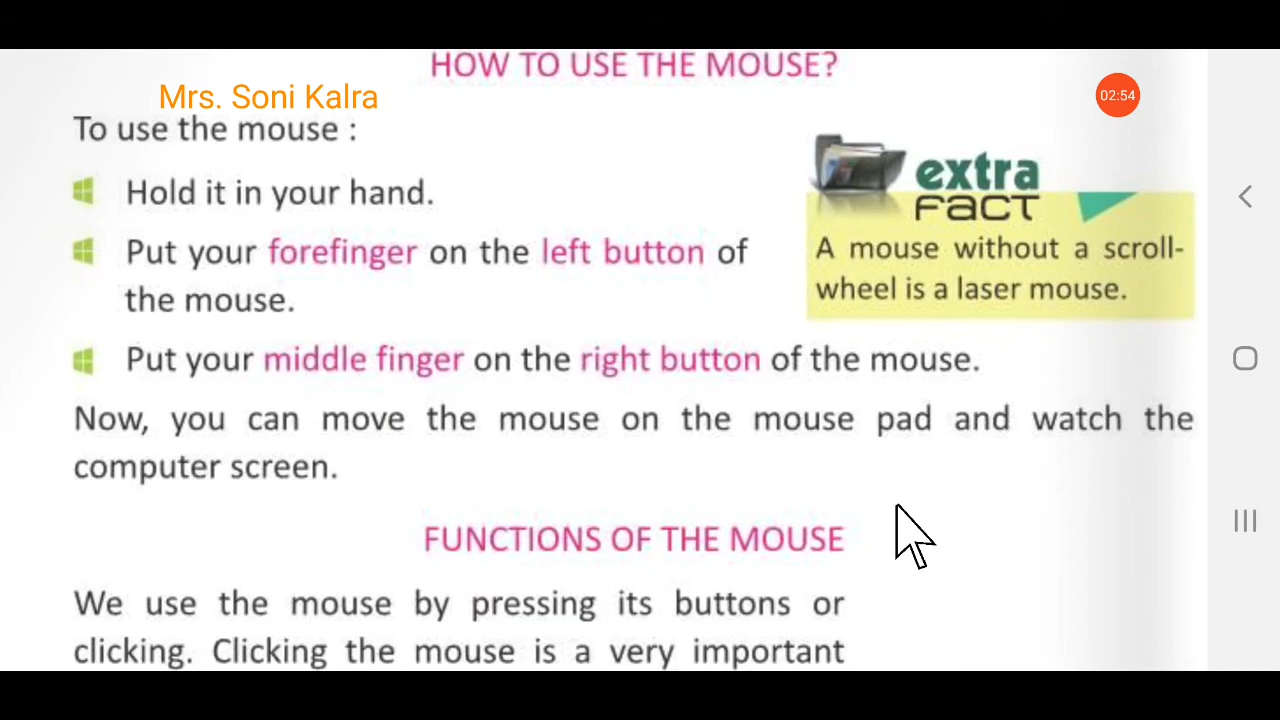 HOW TO USE THE MOUSE?
Mrs. Soni Kalra
02:54
To use the mouse :
Hold it in your hand.
Put your forefinger on the left button of
the mouse.
extra
FACT
A mouse without a scroll-
wheel is a laser mouse.
Put your middle finger on the right button of the mouse.
Now, you can move the mouse on the mouse pad and watch the
computer screen.
FUNCTIONS OF THE MOUSE
We use the mouse by pressing its buttons or
clicking. Clicking the mouse is a very important